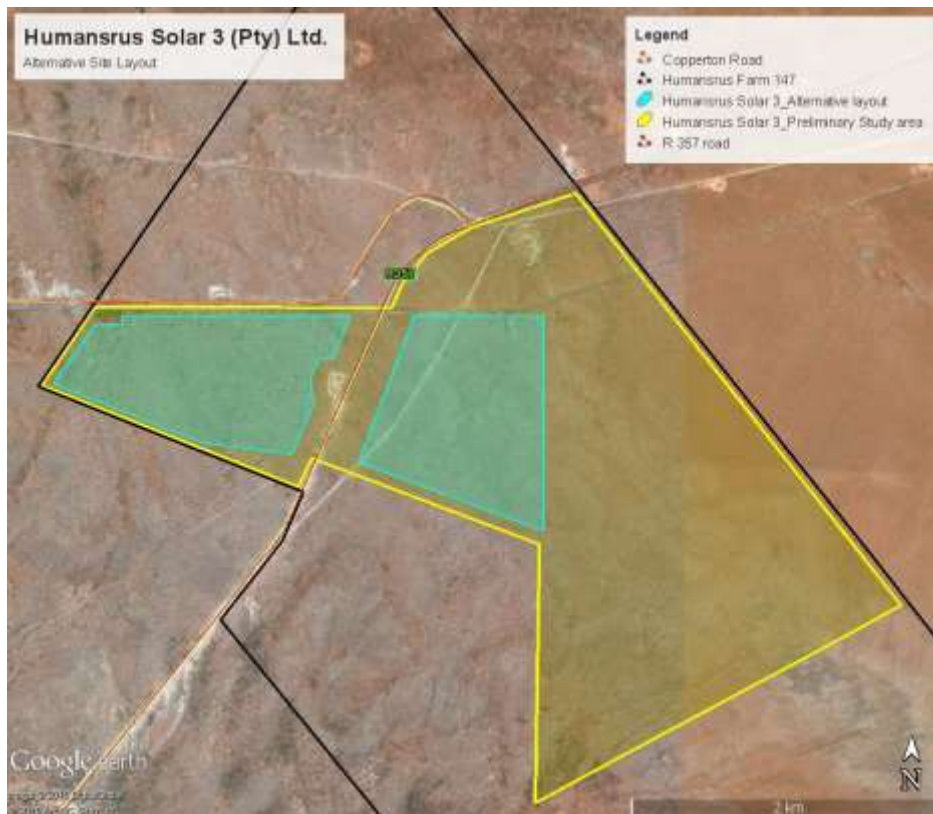 Humansrus Solar 3 (Pty) Ltd.
Alternative Site Layout
Legend
Copperton Road
Humansrus Farm 147
Humansrus Solar 3_Alternative layout
Humansrus Solar 3_Preliminary Study area
R 357 road
R357
Google earth
N
2 km